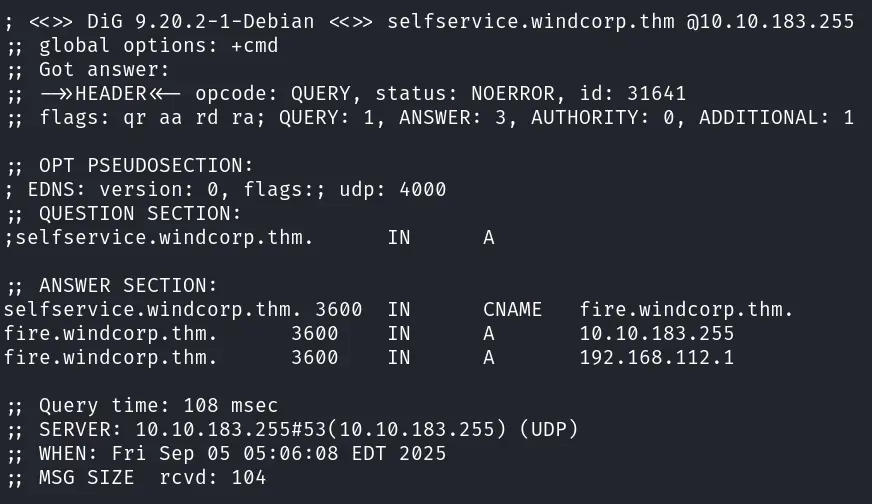 ; <<>> DiG 9.20.2-1-Debian <<>> selfservice.windcorp.thm @10.10.183.255
;; global options: +cmd
;; Got answer:
;; ->>HEADER<<- opcode: QUERY, status: NOERROR, id: 31641
;; flags: qr aa rd ra; QUERY: 1, ANSWER: 3, AUTHORITY: 0, ADDITIONAL: 1
;; OPT PSEUDOSECTION:
; EDNS: version: 0, flags:; udp: 4000
;; QUESTION SECTION:
;selfservice.windcorp.thm. IN A
;; ANSWER SECTION:
selfservice.windcorp.thm. 3600 IN CNAME fire.windcorp.thm.
fire.windcorp.thm. 3600 IN A 10.10.183.255
fire.windcorp.thm. 3600 IN A 192.168.112.1
;; Query time: 108 msec
;; SERVER: 10.10.183.255#53(10.10.183.255) (UDP)
;; WHEN: Fri Sep 05 05:06:08 EDT 2025
;; MSG SIZE rcvd: 104